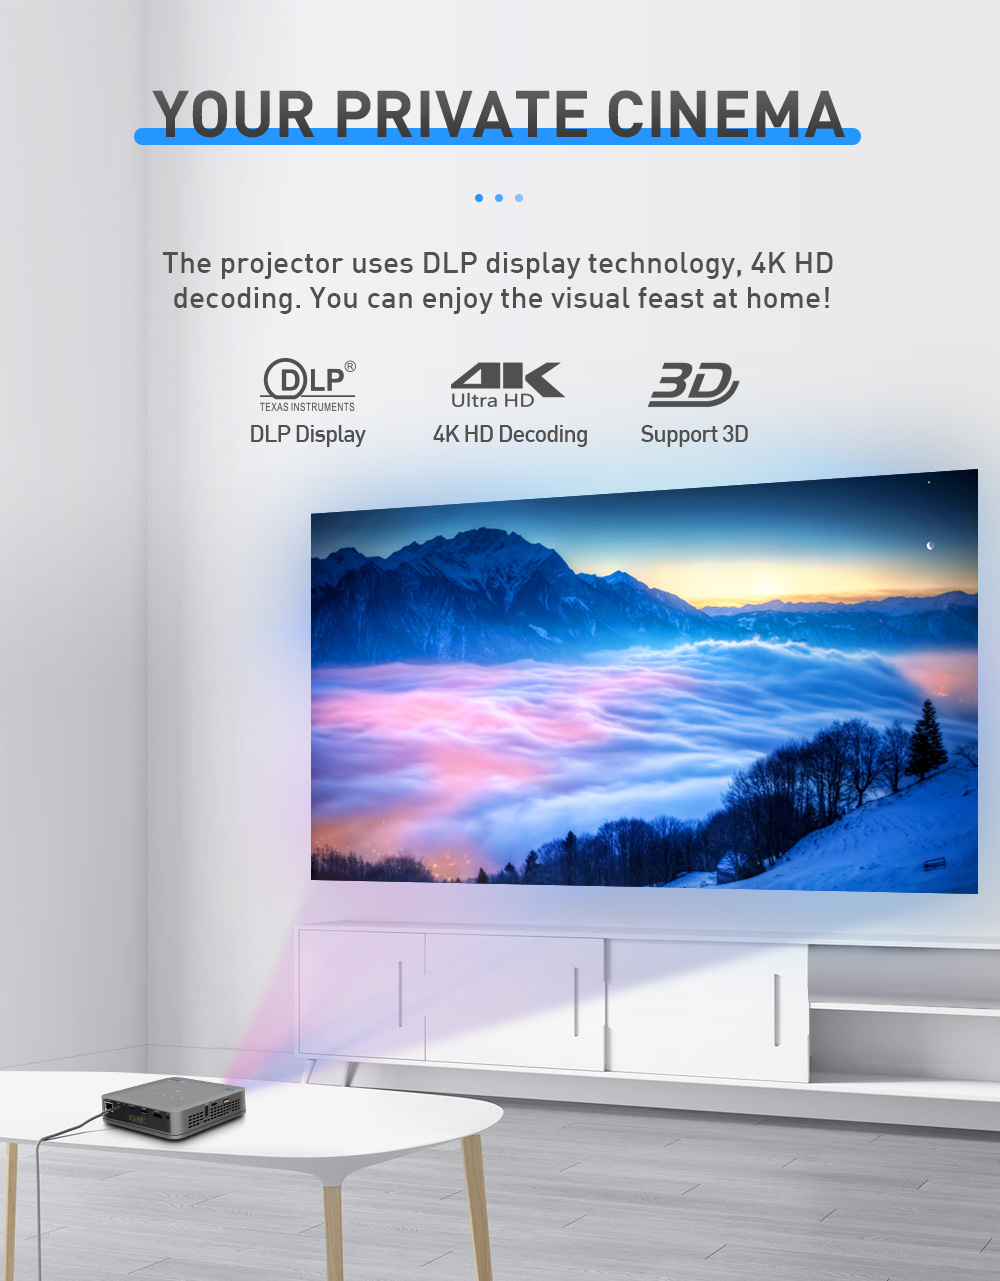 YOUR PRIVATE CINEMA
The projector uses DLP display technology, 4K HD
decoding. You can enjoy the visual feast at home!
DLP®
TEXAS INSTRUMENTS
DLP Display
4K
Ultra HD
4K HD Decoding
3D
Support 3D